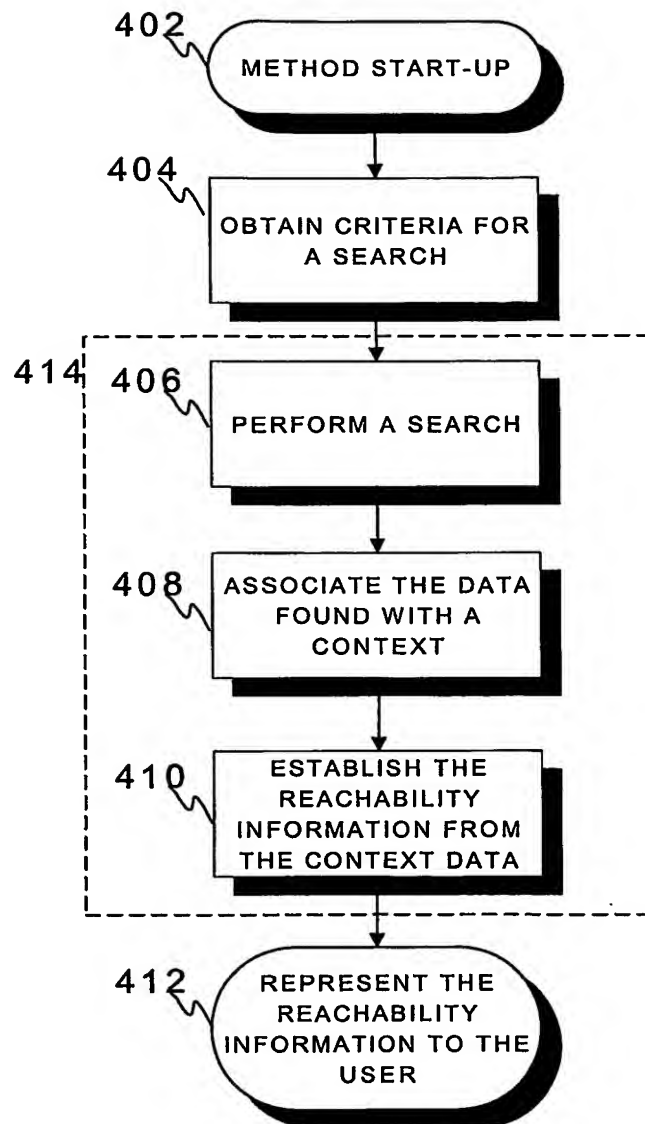 402
METHOD START-UP
404
OBTAIN CRITERIA FOR
A SEARCH
414
406
PERFORM A SEARCH
408
ASSOCIATE THE DATA
FOUND WITH A
CONTEXT
410
ESTABLISH THE
REACHABILITY
INFORMATION FROM
THE CONTEXT DATA
412
REPRESENT THE
REACHABILITY
INFORMATION TO THE
USER